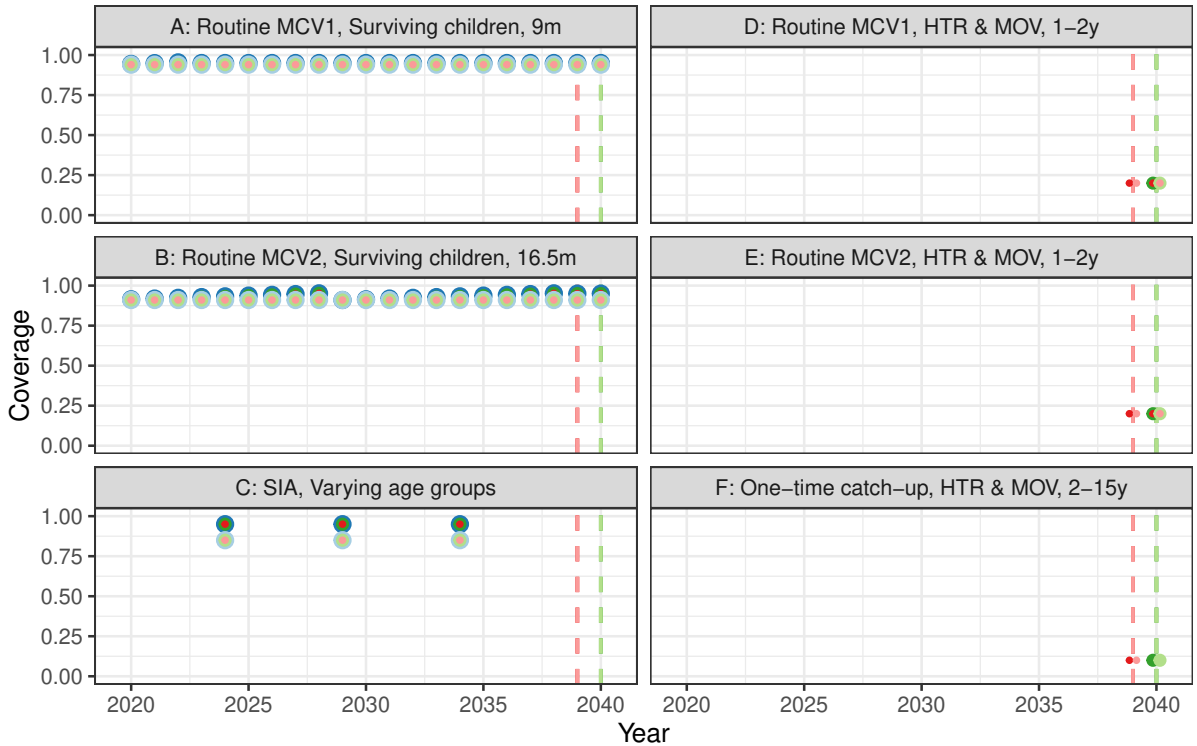 A: Routine MCV1, Surviving children, 9m
D: Routine MCV1, HTR & MOV, 1−2y
1.00
0.75
0.50
0.25
0.00
B: Routine MCV2, Surviving children, 16.5m
E: Routine MCV2, HTR & MOV, 1−2y
1.00
0.75
0.50
0.25
0.00
Coverage
C: SIA, Varying age groups
F: One−time catch−up, HTR & MOV, 2−15y
1.00
0.75
0.50
0.25
0.00
2020 2025 2030 2035 2040 2020 2025 2030 2035 2040
Year